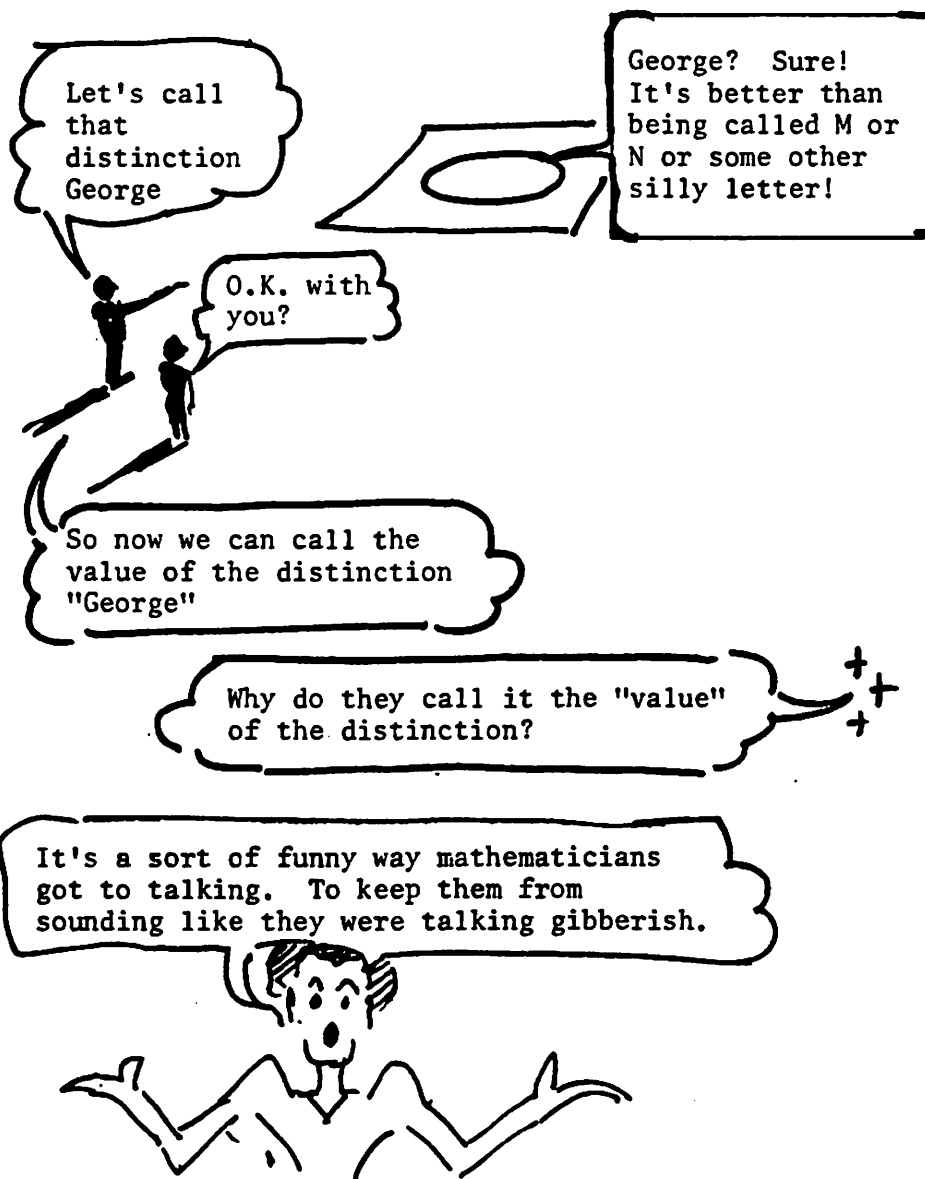 Let's call
that
distinction
George
George? Sure!
It's better than
being called M or
N or some other
silly letter!
O.K. with
you?
So now we can call the
value of the distinction
"George"
Why do they call it the "value"
of the distinction?
It's a sort of funny way mathematicians
got to talking. To keep them from
sounding like they were talking gibberish.